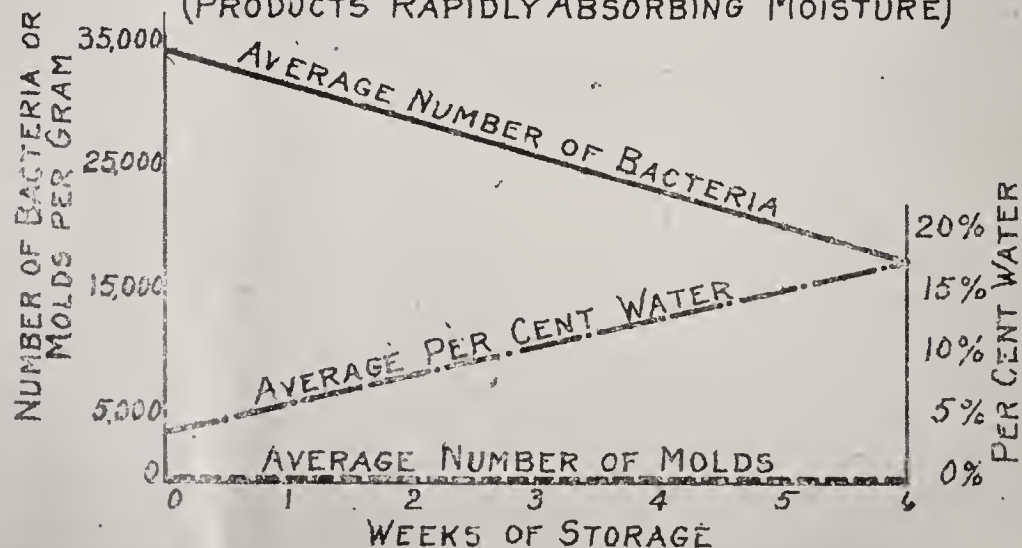 (PRODUCTS RAPIDLY ABSORBING MOISTURE)
NUMBER OF BACTERIA OR
MOLDS PER GRAM
35,000
25,000
15,000
5,000
0
AVERAGE NUMBER OF BACTERIA
AVERAGE PER CENT WATER
AVERAGE NUMBER OF MOLDS
20%
15%
10%
5%
0%
PER CENT WATER
0 1 2 3 4 5 6
WEEKS OF STORAGE